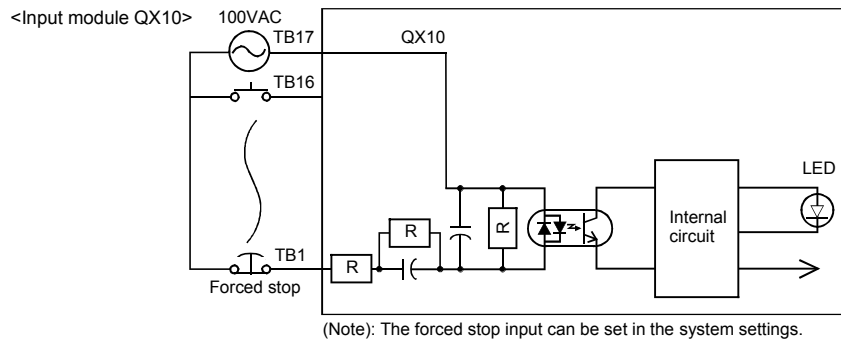 <Input module QX10>
100VAC
TB17
QX10
TB16
LED
Internal
circuit
R
R
TB1
R
Forced stop
(Note): The forced stop input can be set in the system settings.